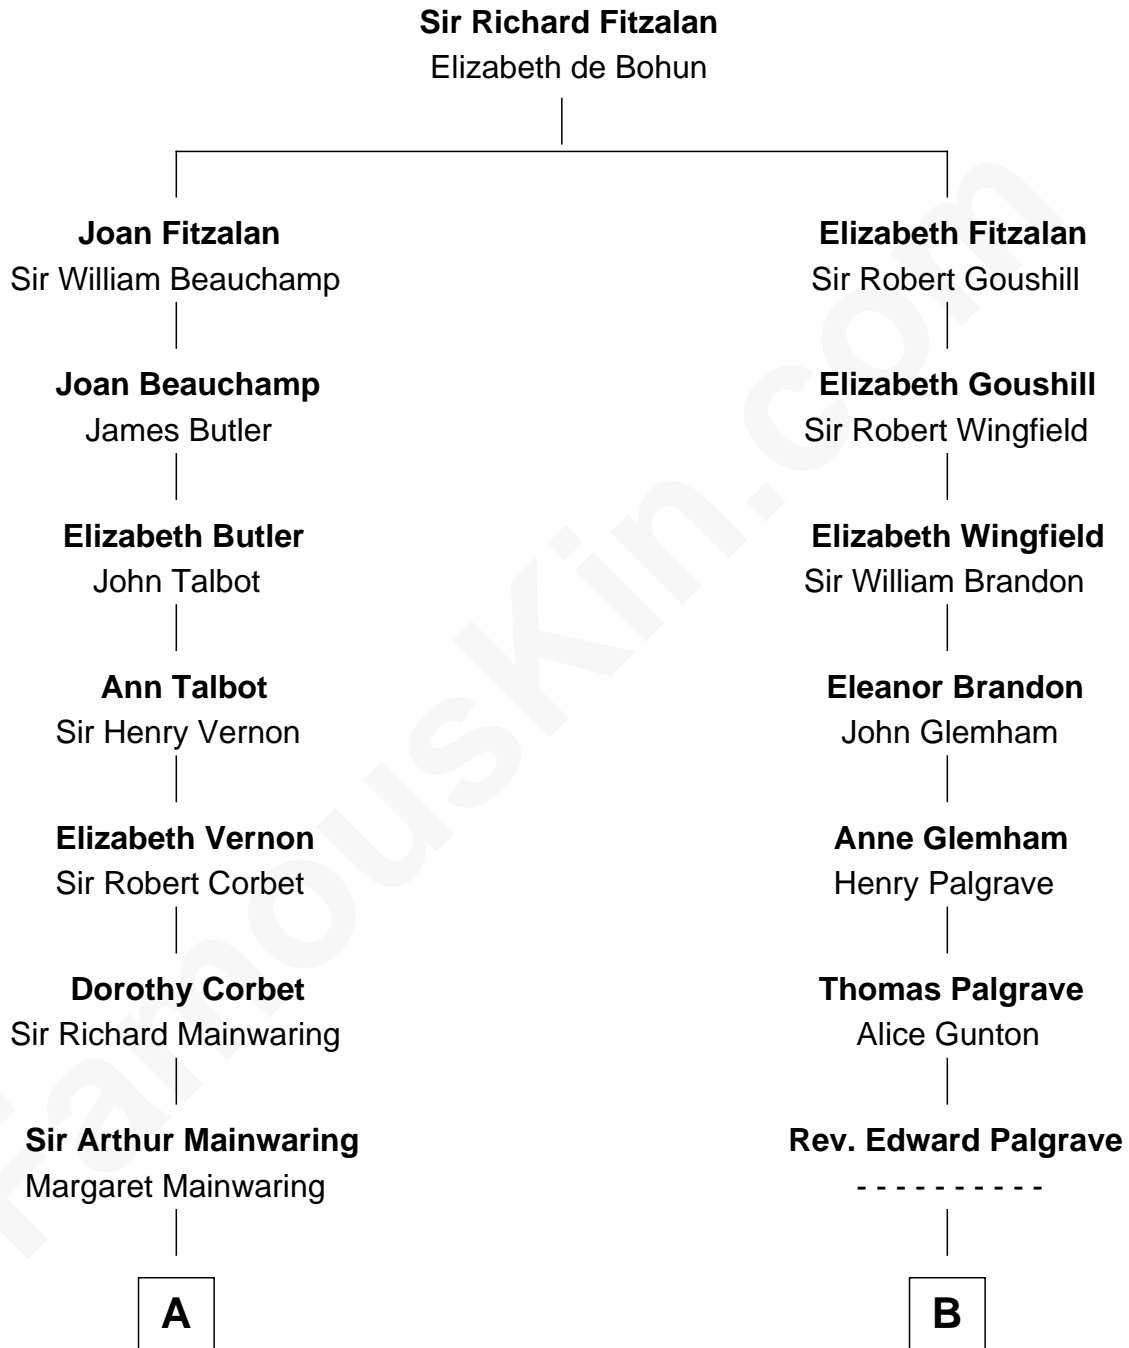 Sir Richard Fitzalan
Elizabeth de Bohun
Joan Fitzalan
Sir William Beauchamp
Elizabeth Fitzalan
Sir Robert Goushill
Joan Beauchamp
James Butler
Elizabeth Goushill
Sir Robert Wingfield
Elizabeth Butler
John Talbot
Elizabeth Wingfield
Sir William Brandon
Ann Talbot
Sir Henry Vernon
Eleanor Brandon
John Glemham
Elizabeth Vernon
Sir Robert Corbet
Anne Glemham
Henry Palgrave
Dorothy Corbet
Sir Richard Mainwaring
Thomas Palgrave
Alice Gunton
Sir Arthur Mainwaring
Margaret Mainwaring
Rev. Edward Palgrave
- - - - - - - - - -
A
B
FamousKin.com